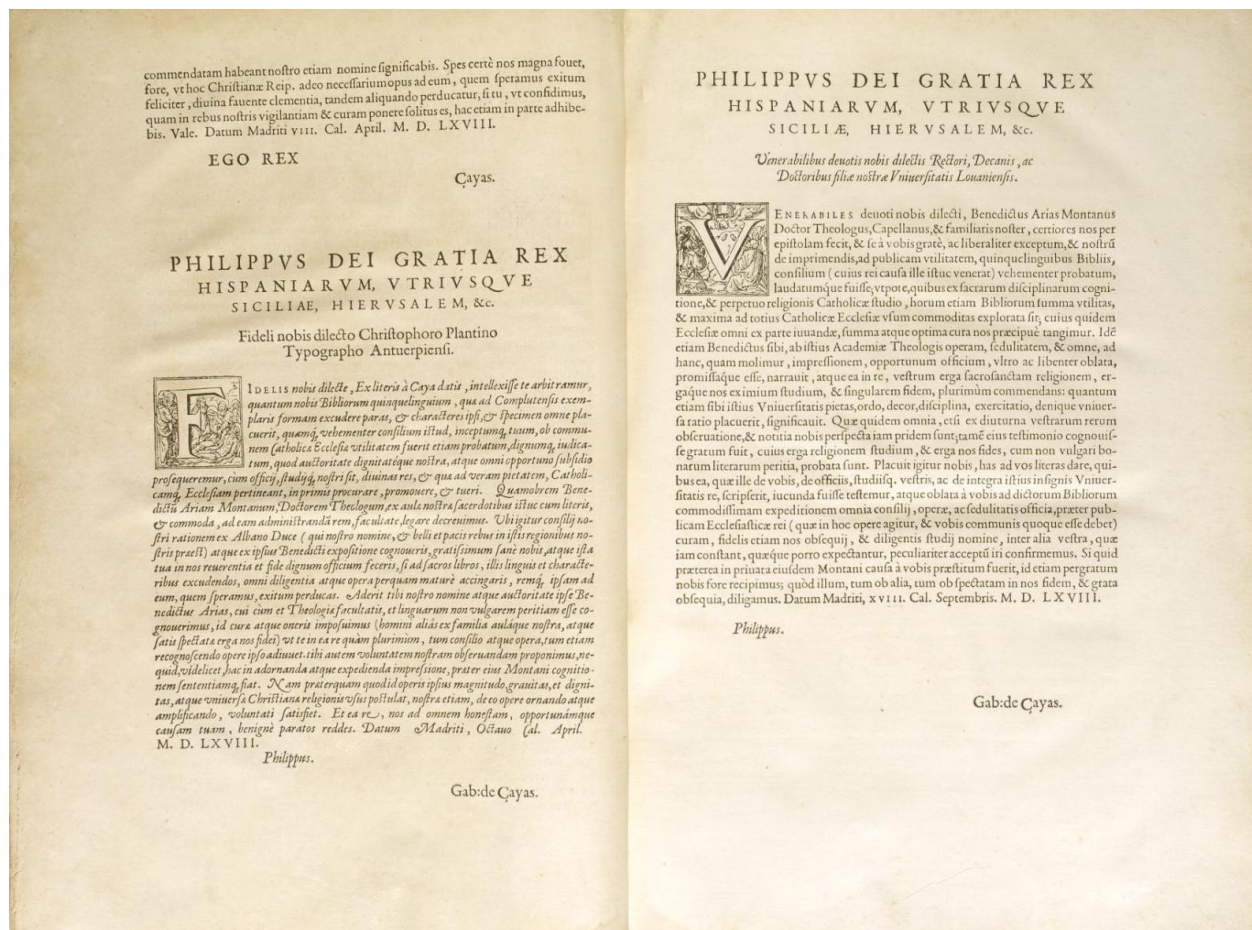 commendatam habeant nostro etiam nomine significabis. Spes certè nos magna fouet,
fore, vt hoc Christianæ Reip. adeo necessariumopus ad eum, quem speramus exitum
feliciter, diuina fauente clementia, tandem aliquando perducatur, si tu, vt confidimus,
quam in rebus nostris vigilantiam & curam ponere solitus es, hac etiam in parte adhibe-
bis. Vale. Datum Madriti VIII. Cal. April. M. D. LXVIII.
EGO REX
Çayas.
PHILIPPVS DEI GRATIA REX
HISPANIARVM, VTRIVSQVE
SICILIAE, HIERVSALEM, &c.
Fideli nobis dilecto Christophoro Plantino
Typographo Antuerpiensi.
FIDELIS nobis dilecte, Ex literis à Caya datis, intellexisse te arbitramur,
quantum nobis Bibliorum quinquelinguium, quæ ad Complutensis exem-
plaris formam excudere paras, & characteres ipsi, & specimen omne pla-
cuerit, quamq́; vehementer consilium istud, inceptumq́; tuum, ob commu-
nem Catholicæ Ecclesiæ vtilitatem fuerit etiam probatum, dignumq́; iudica-
tum, quod auctoritate dignitatéque nostra, atque omni opportuno subsidio
prosequeremur, cùm officij, studijq́; nostri sit, diuinas res, & quæ ad veram pietatem, Catholi-
camq́; Ecclesiam pertineant, in primis procurare, promouere, & tueri. Quamobrem Bene-
dictū Ariam Montanum, Doctorem Theologum, ex aulæ nostræ sacerdotibus istuc cum literis,
& commoda, ad eam administrandā rem, facultate, legare decreuimus. Vbi igitur consilij no-
stri rationem ex Albano Duce ( qui nostro nomine, & belli et pacis rebus in istis regionibus no-
stris præest) atque ex ipsius Benedicti expositione cognoueris, gratissimum sanè nobis, atque ista
tua in nos reuerentia et fide dignum officium feceris, si ad sacros libros, illis linguis et characte-
ribus excudendos, omni diligentia atque opera perquam maturè accingaris, remq́; ipsam ad
eum, quem speramus, exitum perducas. Aderit tibi nostro nomine atque auctoritate ipse Be-
nedictus Arias, cui cùm et Theologiæ facultatis, et linguarum non vulgarem peritiam esse co-
gnouerimus, id curæ atque oneris imposuimus (homini aliàs ex familia auláque nostra, atque
satis spectatæ erga nos fidei) vt te in ea re quàm plurimùm, tum consilio atque opera, tum etiam
recognoscendo opere ipso adiuuet. tibi autem voluntatem nostram obseruandam proponimus, ne-
quid, videlicet, hac in adornanda atque expedienda impressione, præter eius Montani cognitio-
nem sententiamq́; fiat. Nam præterquam quod id operis ipsius magnitudo, grauitas, et digni-
tas, atque vniuersæ Christianæ religionis vsus postulat, nostræ etiam, de eo opere ornando atque
amplificando, voluntati satisfiet. Et ea re, nos ad omnem honestam, opportunámque
causam tuam, benignè paratos reddes. Datum Madriti, Octauo Cal. April.
M. D. LXVIII.
Philippus.
Gab:de Çayas.
PHILIPPVS DEI GRATIA REX
HISPANIARVM, VTRIVSQVE
SICILIÆ, HIERVSALEM, &c.
Venerabilibus deuotis nobis dilectis Rectori, Decanis, ac
Doctoribus filiæ nostræ Vniuersitatis Louaniensis.
VENERABILES deuoti nobis dilecti, Benedictus Arias Montanus
Doctor Theologus, Capellanus, & familiaris noster, certiores nos per
epistolam fecit, & se à vobis gratè, ac liberaliter exceptum, & nostrū
de imprimendis, ad publicam vtilitatem, quinquelinguibus Bibliis,
consilium ( cuius rei causa ille istuc venerat) vehementer probatum,
laudatumque fuisse, vtpote, quibus ex sacrarum disciplinarum cogni-
tione, & perpetuo religionis Catholicæ studio, horum etiam Bibliorum summa vtilitas,
& maxima ad totius Catholicæ Ecclesiæ vsum commoditas explorata sit, cuius quidem
Ecclesiæ omni ex parte iuuandæ, summa atque optima cura nos præcipuè tangimur. Idē
etiam Benedictus sibi, ab istius Academiæ Theologis operam, sedulitatem, & omne, ad
hanc, quam molimur, impressionem, opportunum officium, vltro ac libenter oblata,
promissáque esse, narrauit, atque ea in re, vestrum erga sacrosanctam religionem, er-
gáque nos eximium studium, & singularem fidem, plurimùm commendans: quantum
etiam sibi istius Vniuersitatis pietas, ordo, decor, disciplina, exercitatio, denique vniuer-
sa ratio placuerit, significauit. Quæ quidem omnia, etsi ex diuturna vestrarum rerum
obseruatione, & notitia nobis perspecta iam pridem sunt; tamē eius testimonio cognouis-
se gratum fuit, cuius erga religionem studium, & erga nos fides, cum non vulgari bo-
narum literarum peritia, probata sunt. Placuit igitur nobis, has ad vos literas dare, qui-
bus ea, quæ ille de vobis, de officiis, studiisq́. vestris, ac de integra istius insignis Vniuer-
sitatis re, scripserit, iucunda fuisse testemur, atque oblata à vobis ad dictorum Bibliorum
commodissimam expeditionem omnia consilij, operæ, ac sedulitatis officia, præter pub-
licam Ecclesiasticæ rei ( quæ in hoc opere agitur, & vobis communis quoque esse debet)
curam, fidelis etiam nos obsequij, & diligentis studij nomine, inter alia vestra, quæ
iam constant, quæque porro expectantur, peculiariter acceptū iri confirmemus. Si quid
præterea in priuata eiusdem Montani causa à vobis præstitum fuerit, id etiam pergratum
nobis fore recipimus; quòd illum, tum ob alia, tum ob spectatam in nos fidem, & grata
obsequia, diligamus. Datum Madriti, XVIII. Cal. Septembris. M. D. LXVIII.
Philippus.
Gab:de Çayas.